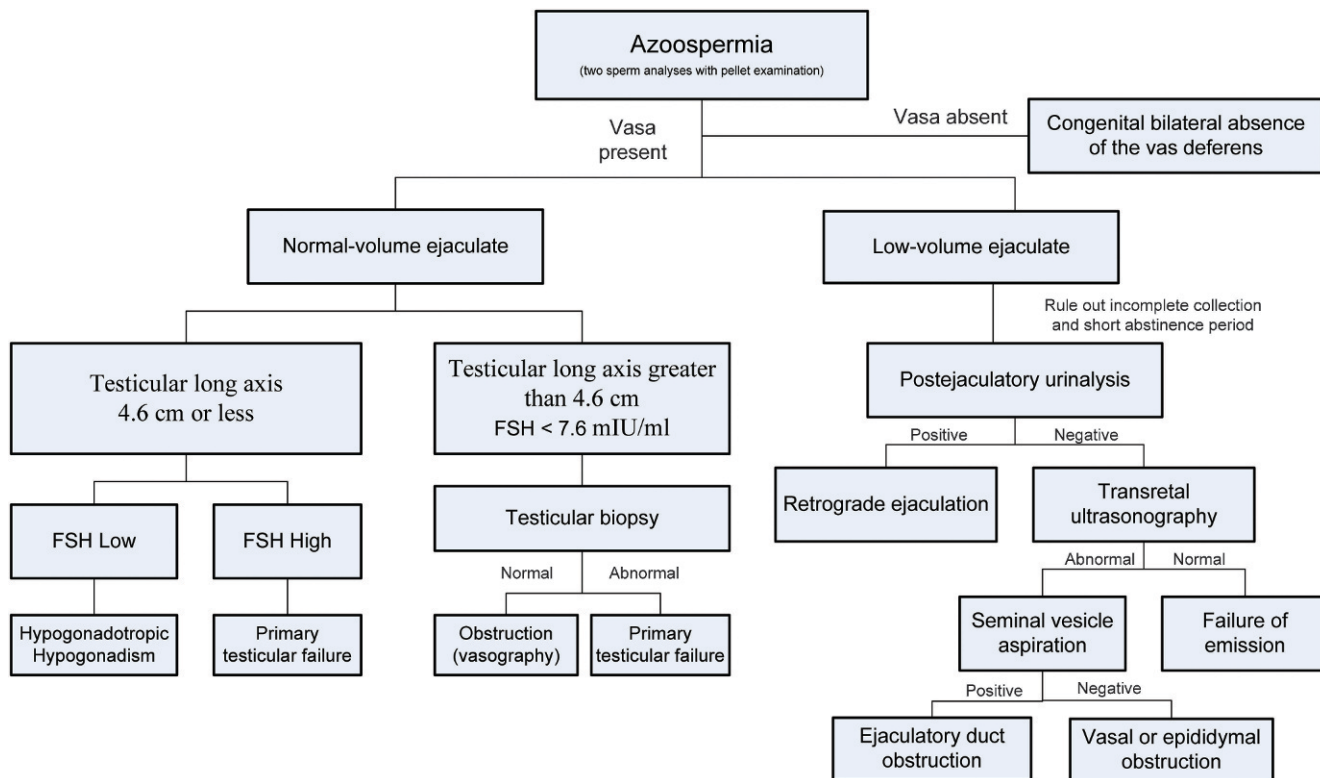 Azoospermia
(two sperm analyses with pellet examination)
Vasa
present
Vasa absent
Congenital bilateral absence
of the vas deferens
Normal-volume ejaculate
Low-volume ejaculate
Rule out incomplete collection
and short abstinence period
Testicular long axis
4.6 cm or less
Testicular long axis greater
than 4.6 cm
FSH < 7.6 mIU/ml
Postejaculatory urinalysis
Positive
Negative
FSH Low
FSH High
Testicular biopsy
Retrograde ejaculation
Transretal
ultrasonography
Normal
Abnormal
Abnormal
Normal
Hypogonadotropic
Hypogonadism
Primary
testicular failure
Obstruction
(vasography)
Primary
testicular failure
Seminal vesicle
aspiration
Failure of
emission
Positive
Negative
Ejaculatory duct
obstruction
Vasal or epididymal
obstruction